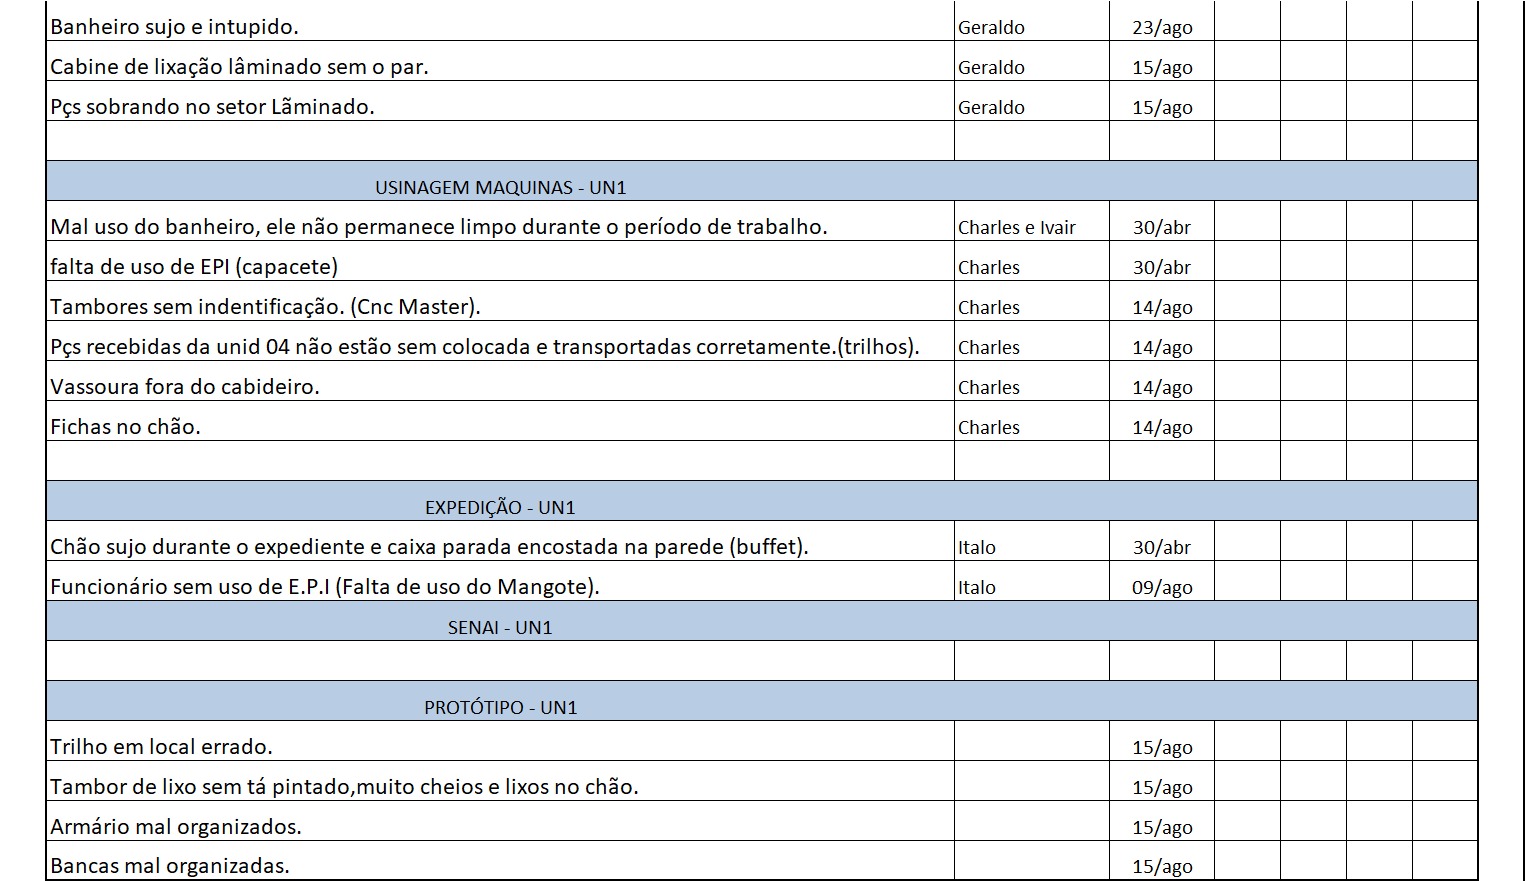 Banheiro sujo e intupido. Geraldo 23/ago
Cabine de lixação lâminado sem o par. Geraldo 15/ago
Pçs sobrando no setor Lãminado. Geraldo 15/ago
USINAGEM MAQUINAS - UN1
Mal uso do banheiro, ele não permanece limpo durante o período de trabalho. Charles e Ivair 30/abr
falta de uso de EPI (capacete) Charles 30/abr
Tambores sem indentificação. (Cnc Master). Charles 14/ago
Pçs recebidas da unid 04 não estão sem colocada e transportadas corretamente.(trilhos). Charles 14/ago
Vassoura fora do cabideiro. Charles 14/ago
Fichas no chão. Charles 14/ago
EXPEDIÇÃO - UN1
Chão sujo durante o expediente e caixa parada encostada na parede (buffet). Italo 30/abr
Funcionário sem uso de E.P.I (Falta de uso do Mangote). Italo 09/ago
SENAI - UN1
PROTÓTIPO - UN1
Trilho em local errado. 15/ago
Tambor de lixo sem tá pintado,muito cheios e lixos no chão. 15/ago
Armário mal organizados. 15/ago
Bancas mal organizadas. 15/ago